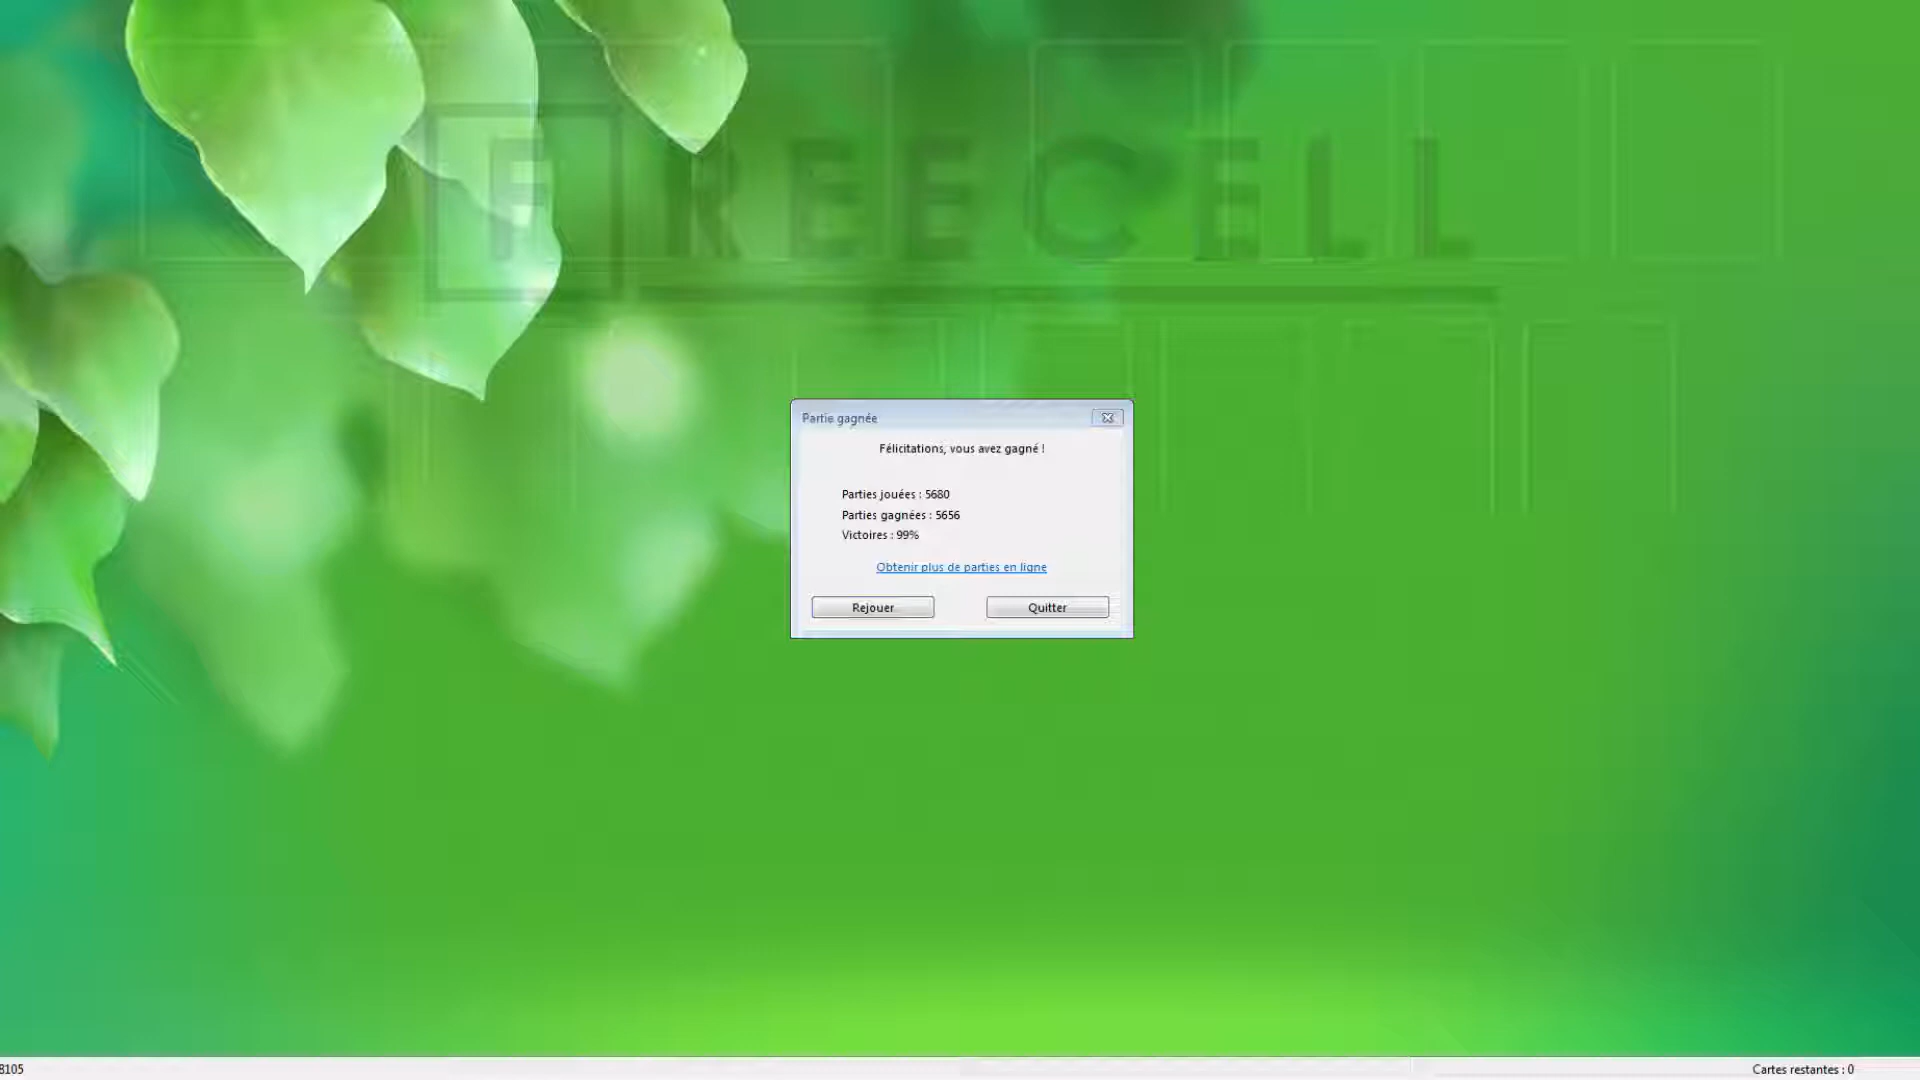 FREECELL
Partie gagnée
Félicitations, vous avez gagné !
Parties jouées : 5680
Parties gagnées : 5656
Victoires : 99%
Obtenir plus de parties en ligne
Rejouer
Quitter
8105
Cartes restantes : 0